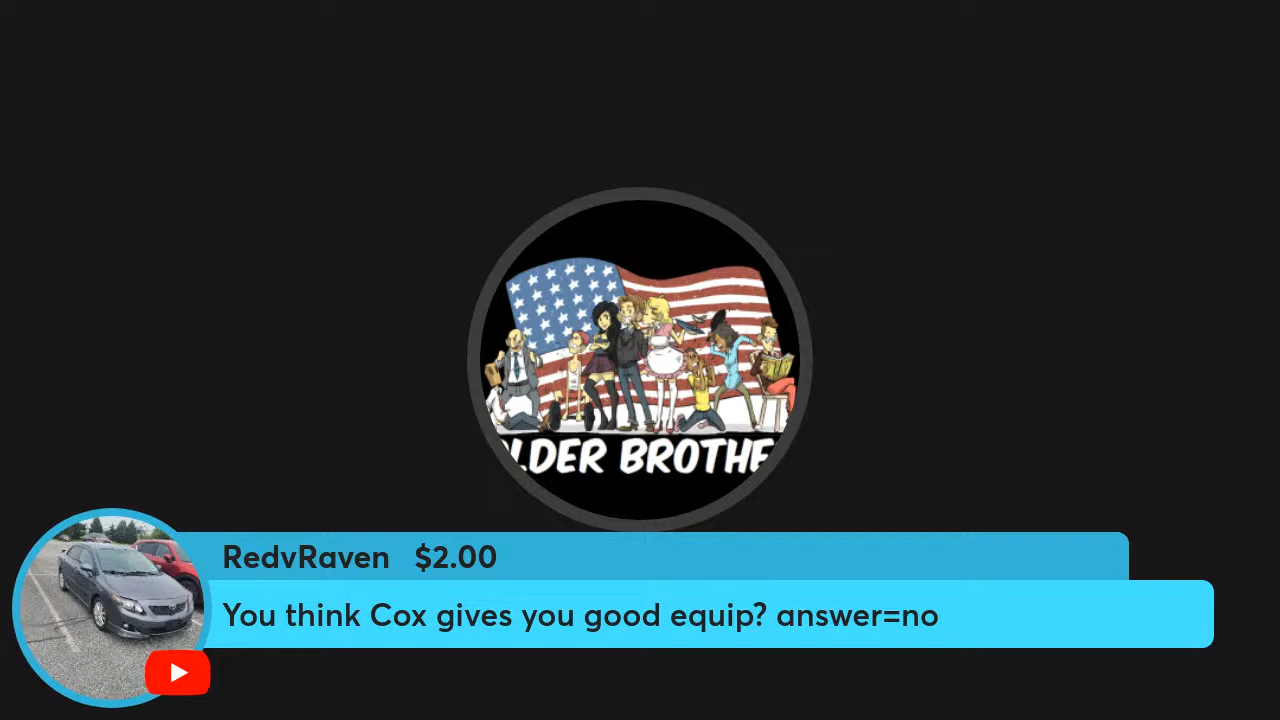 LDER BROTHE
RedvRaven $2.00
You think Cox gives you good equip? answer=no